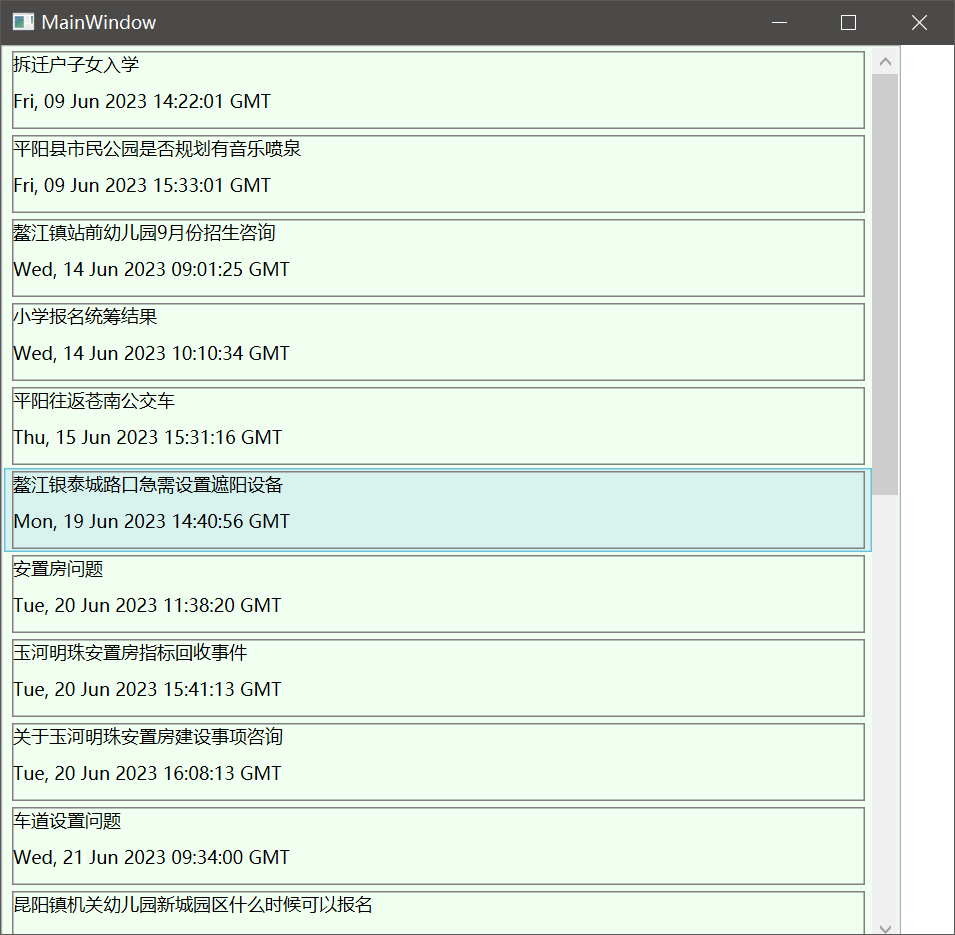 MainWindow
拆迁户子女入学
Fri, 09 Jun 2023 14:22:01 GMT
平阳县市民公园是否规划有音乐喷泉
Fri, 09 Jun 2023 15:33:01 GMT
鳌江镇站前幼儿园9月份招生咨询
Wed, 14 Jun 2023 09:01:25 GMT
小学报名统筹结果
Wed, 14 Jun 2023 10:10:34 GMT
平阳往返苍南公交车
Thu, 15 Jun 2023 15:31:16 GMT
鳌江银泰城路口急需设置遮阳设备
Mon, 19 Jun 2023 14:40:56 GMT
安置房问题
Tue, 20 Jun 2023 11:38:20 GMT
玉河明珠安置房指标回收事件
Tue, 20 Jun 2023 15:41:13 GMT
关于玉河明珠安置房建设事项咨询
Tue, 20 Jun 2023 16:08:13 GMT
车道设置问题
Wed, 21 Jun 2023 09:34:00 GMT
昆阳镇机关幼儿园新城园区什么时候可以报名